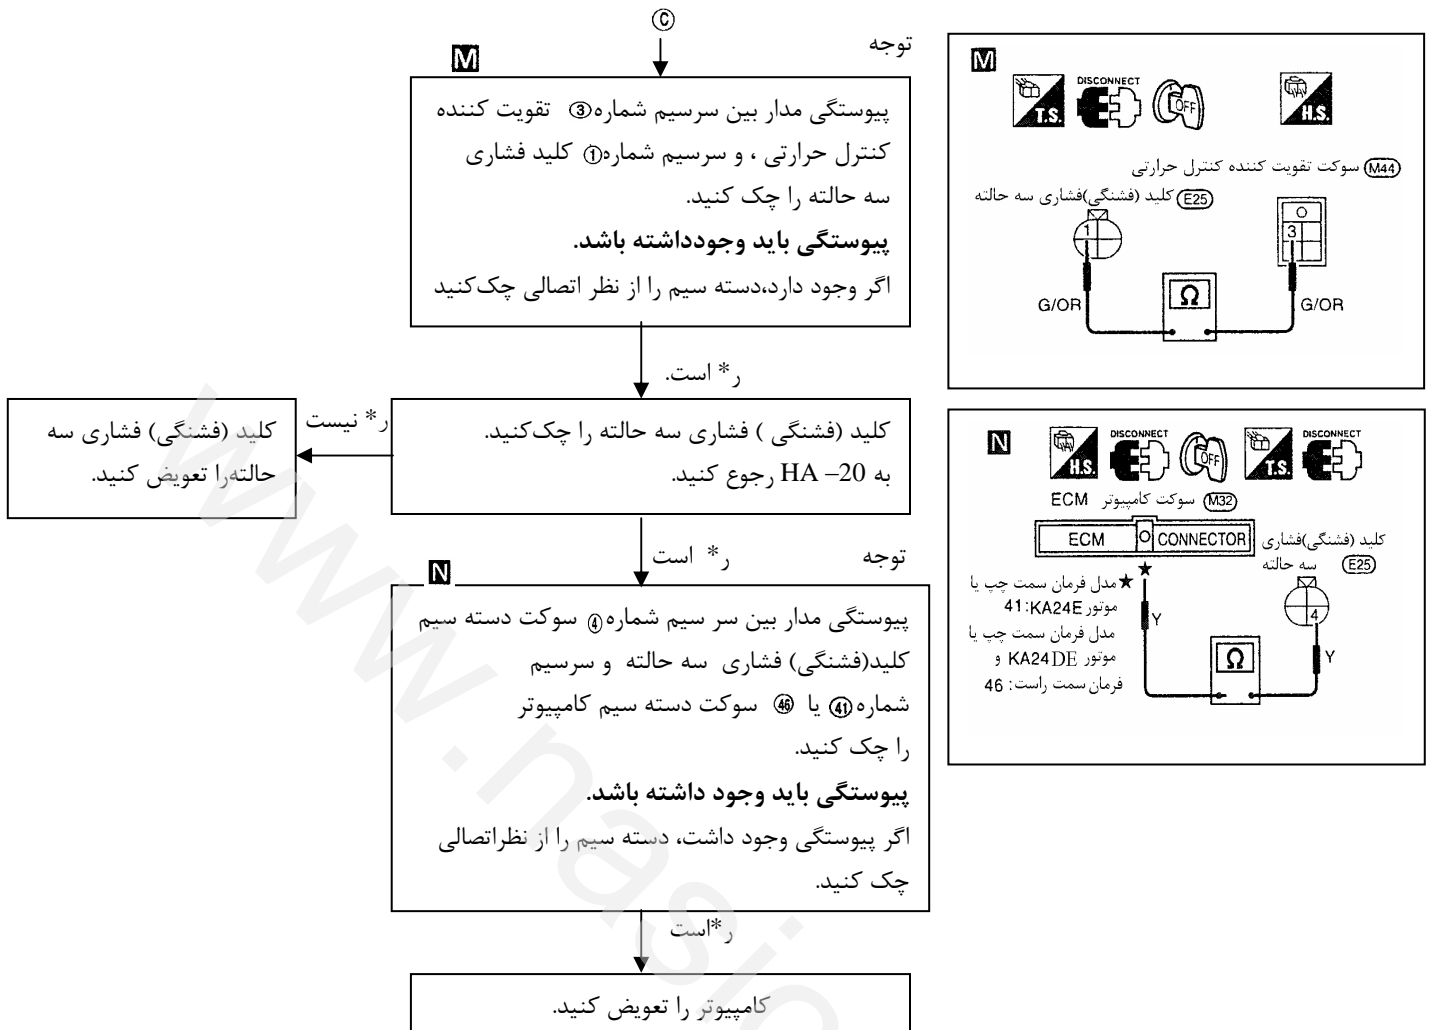 ©
توجه
M
پیوستگی مدار بین سرسیم شماره③ تقویت کننده
کنترل حرارتی ، و سرسیم شماره① کلید فشاری
سه حالته را چک کنید.
پیوستگی باید وجودداشته باشد.
اگر وجود دارد،دسته سیم را از نظر اتصالی چک‌کنید
ر* است.
کلید (فشنگی ) فشاری سه حالته را چک‌کنید.
به HA –20 رجوع کنید.
ر* نیست
کلید (فشنگی) فشاری سه
حالته‌را تعویض کنید.
توجه
ر* است
N
پیوستگی مدار بین سر سیم شماره④ سوکت دسته سیم
کلید(فشنگی) فشاری سه حالته و سرسیم
شماره㊶ یا ㊻ سوکت دسته سیم کامپیوتر
را چک کنید.
پیوستگی باید وجود داشته باشد.
اگر پیوستگی وجود داشت، دسته سیم را از نظراتصالی
چک کنید.
ر*است
کامپیوتر را تعویض کنید.
M
T.S.
DISCONNECT
OFF
H.S.
M44 سوکت تقویت کننده کنترل حرارتی
E25 کلید (فشنگی)فشاری سه حالته
1
3
G/OR
Ω
G/OR
N
H.S.
DISCONNECT
OFF
T.S.
DISCONNECT
M32 سوکت کامپیوتر ECM
ECM CONNECTOR
کلید (فشنگی)فشاری
سه حالته E25
★
★مدل فرمان سمت چپ یا
موتور KA24E:41
مدل فرمان سمت چپ یا
موتور KA24DE و
فرمان سمت راست: 46
4
Y
Ω
Y
www.nasic